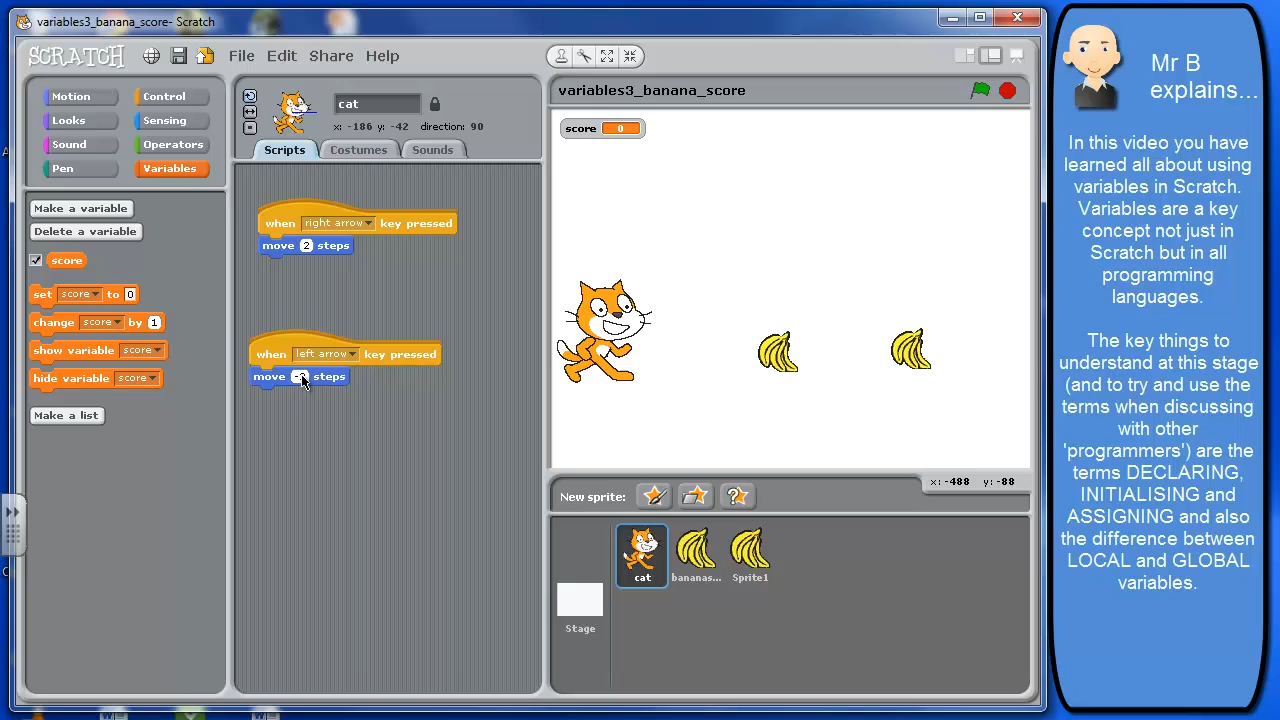 variables3_banana_score- Scratch
SCRATCH
File Edit Share Help
Motion Control
Looks Sensing
Sound Operators
Pen Variables
Make a variable
Delete a variable
score
set score to 0
change score by 1
show variable score
hide variable score
Make a list
cat
x: -186 y: -42 direction: 90
Scripts Costumes Sounds
when right arrow key pressed
move 2 steps
when left arrow key pressed
move steps
variables3_banana_score
score 0
x: -488 y: -88
New sprite:
cat bananas... Sprite1
Stage
Mr B
explains...
In this video you have
learned all about using
variables in Scratch.
Variables are a key
concept not just in
Scratch but in all
programming
languages.
The key things to
understand at this stage
(and to try and use the
terms when discussing
with other
'programmers') are the
terms DECLARING,
INITIALISING and
ASSIGNING and also
the difference between
LOCAL and GLOBAL
variables.